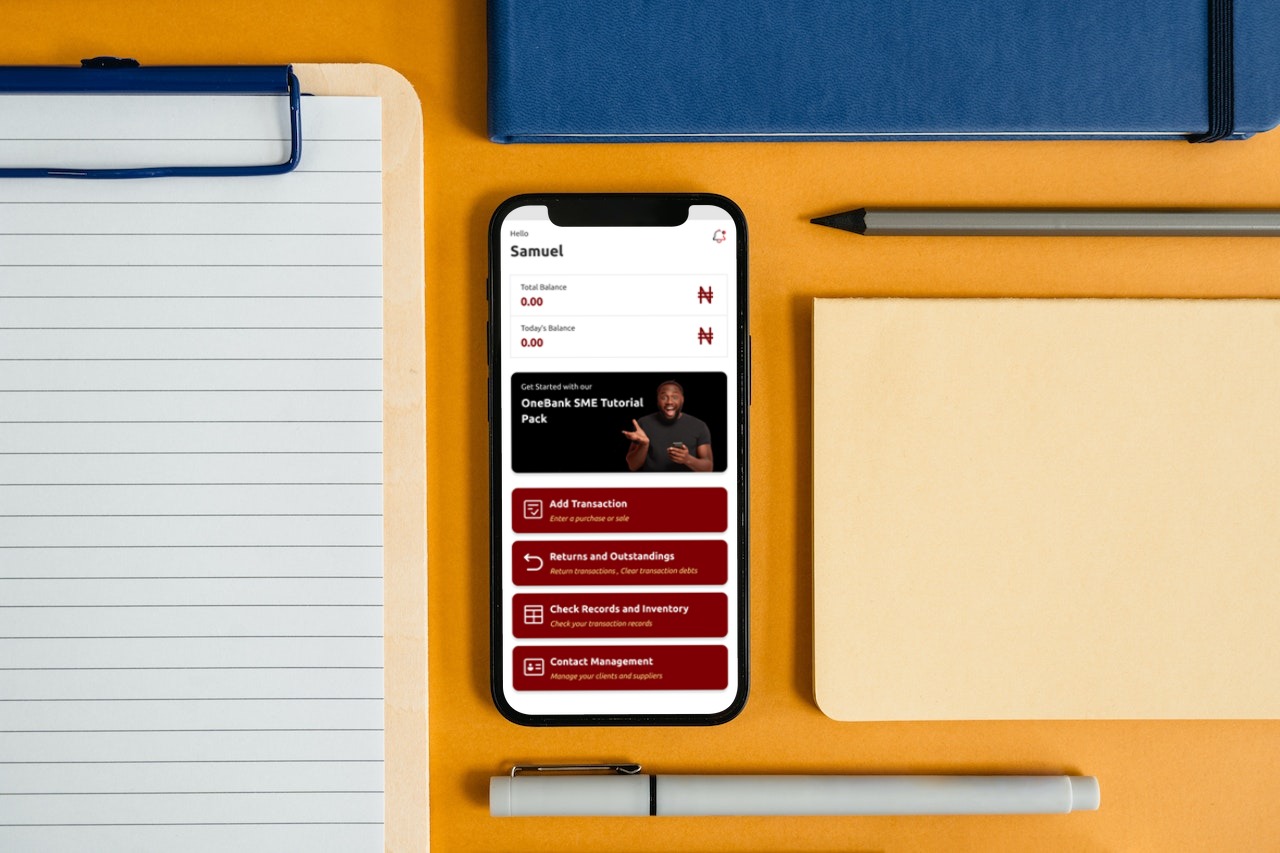 Hello
Samuel
Total Balance
0.00
₦
Today's Balance
0.00
₦
Get Started with our
OneBank SME Tutorial
Pack
Add Transaction
Enter a purchase or sale
Returns and Outstandings
Return transactions , Clear transaction debts
Check Records and Inventory
Check your transaction records
Contact Management
Manage your clients and suppliers